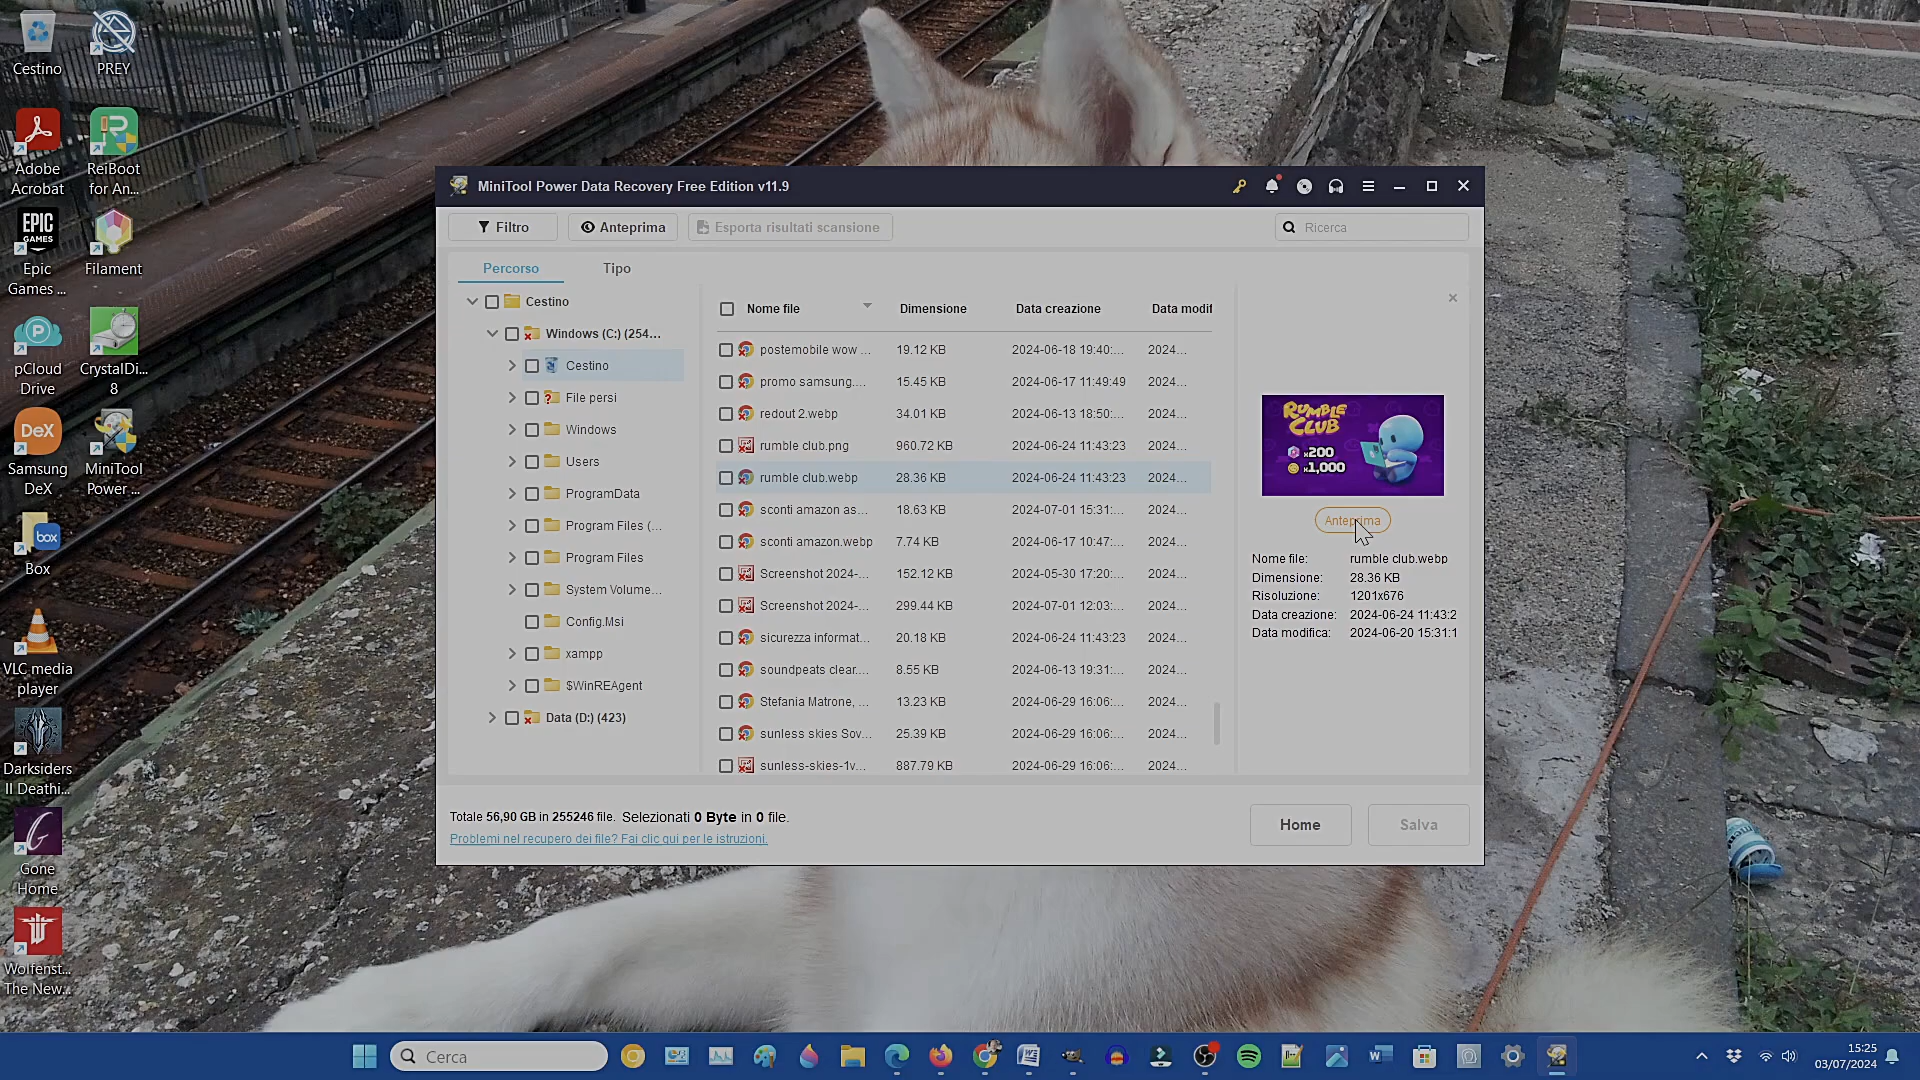 Cestino
PREY
Adobe
Acrobat
ReiBoot
for An...
EPIC
GAMES
Epic
Games ...
Filament
pCloud
Drive
CrystalDi...
8
DeX
Samsung
DeX
MiniTool
Power ...
box
Box
VLC media
player
Darksiders
II Deathi...
Gone
Home
Wolfenst...
The New...
MiniTool Power Data Recovery Free Edition v11.9
Filtro
Anteprima
Esporta risultati scansione
Ricerca
Percorso
Tipo
Cestino
Windows (C:) (254...
Cestino
File persi
Windows
Users
ProgramData
Program Files (...
Program Files
System Volume...
Config.Msi
xampp
$WinREAgent
Data (D:) (423)
Nome file Dimensione Data creazione Data modif
postemobile wow ... 19.12 KB 2024-06-18 19:40:... 2024...
promo samsung.... 15.45 KB 2024-06-17 11:49:49 2024...
redout 2.webp 34.01 KB 2024-06-13 18:50:... 2024...
rumble club.png 960.72 KB 2024-06-24 11:43:23 2024...
rumble club.webp 28.36 KB 2024-06-24 11:43:23 2024...
sconti amazon as... 18.63 KB 2024-07-01 15:31:... 2024...
sconti amazon.webp 7.74 KB 2024-06-17 10:47:... 2024...
Screenshot 2024-... 152.12 KB 2024-05-30 17:20:... 2024...
Screenshot 2024-... 299.44 KB 2024-07-01 12:03:... 2024...
sicurezza informat... 20.18 KB 2024-06-24 11:43:23 2024...
soundpeats clear.... 8.55 KB 2024-06-13 19:31:... 2024...
Stefania Matrone, ... 13.23 KB 2024-06-29 16:06:... 2024...
sunless skies Sov... 25.39 KB 2024-06-29 16:06:... 2024...
sunless-skies-1v... 887.79 KB 2024-06-29 16:06:... 2024...
RUMBLE
CLUB
x200
x1,000
Anteprima
Nome file: rumble club.webp
Dimensione: 28.36 KB
Risoluzione: 1201x676
Data creazione: 2024-06-24 11:43:2
Data modifica: 2024-06-20 15:31:1
Totale 56,90 GB in 255246 file. Selezionati 0 Byte in 0 file.
Problemi nel recupero dei file? Fai clic qui per le istruzioni.
Home
Salva
Cerca
15:25
03/07/2024